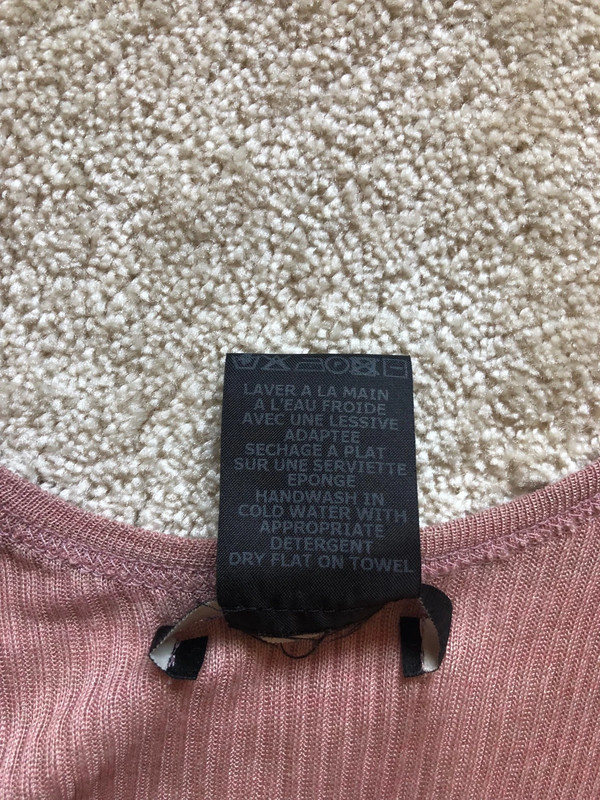 LAVER A LA MAIN
A L'EAU FROIDE
AVEC UNE LESSIVE
ADAPTEE
SECHAGE A PLAT
SUR UNE SERVIETTE
EPONGE
HANDWASH IN
COLD WATER WITH
APPROPRIATE
DETERGENT
DRY FLAT ON TOWEL